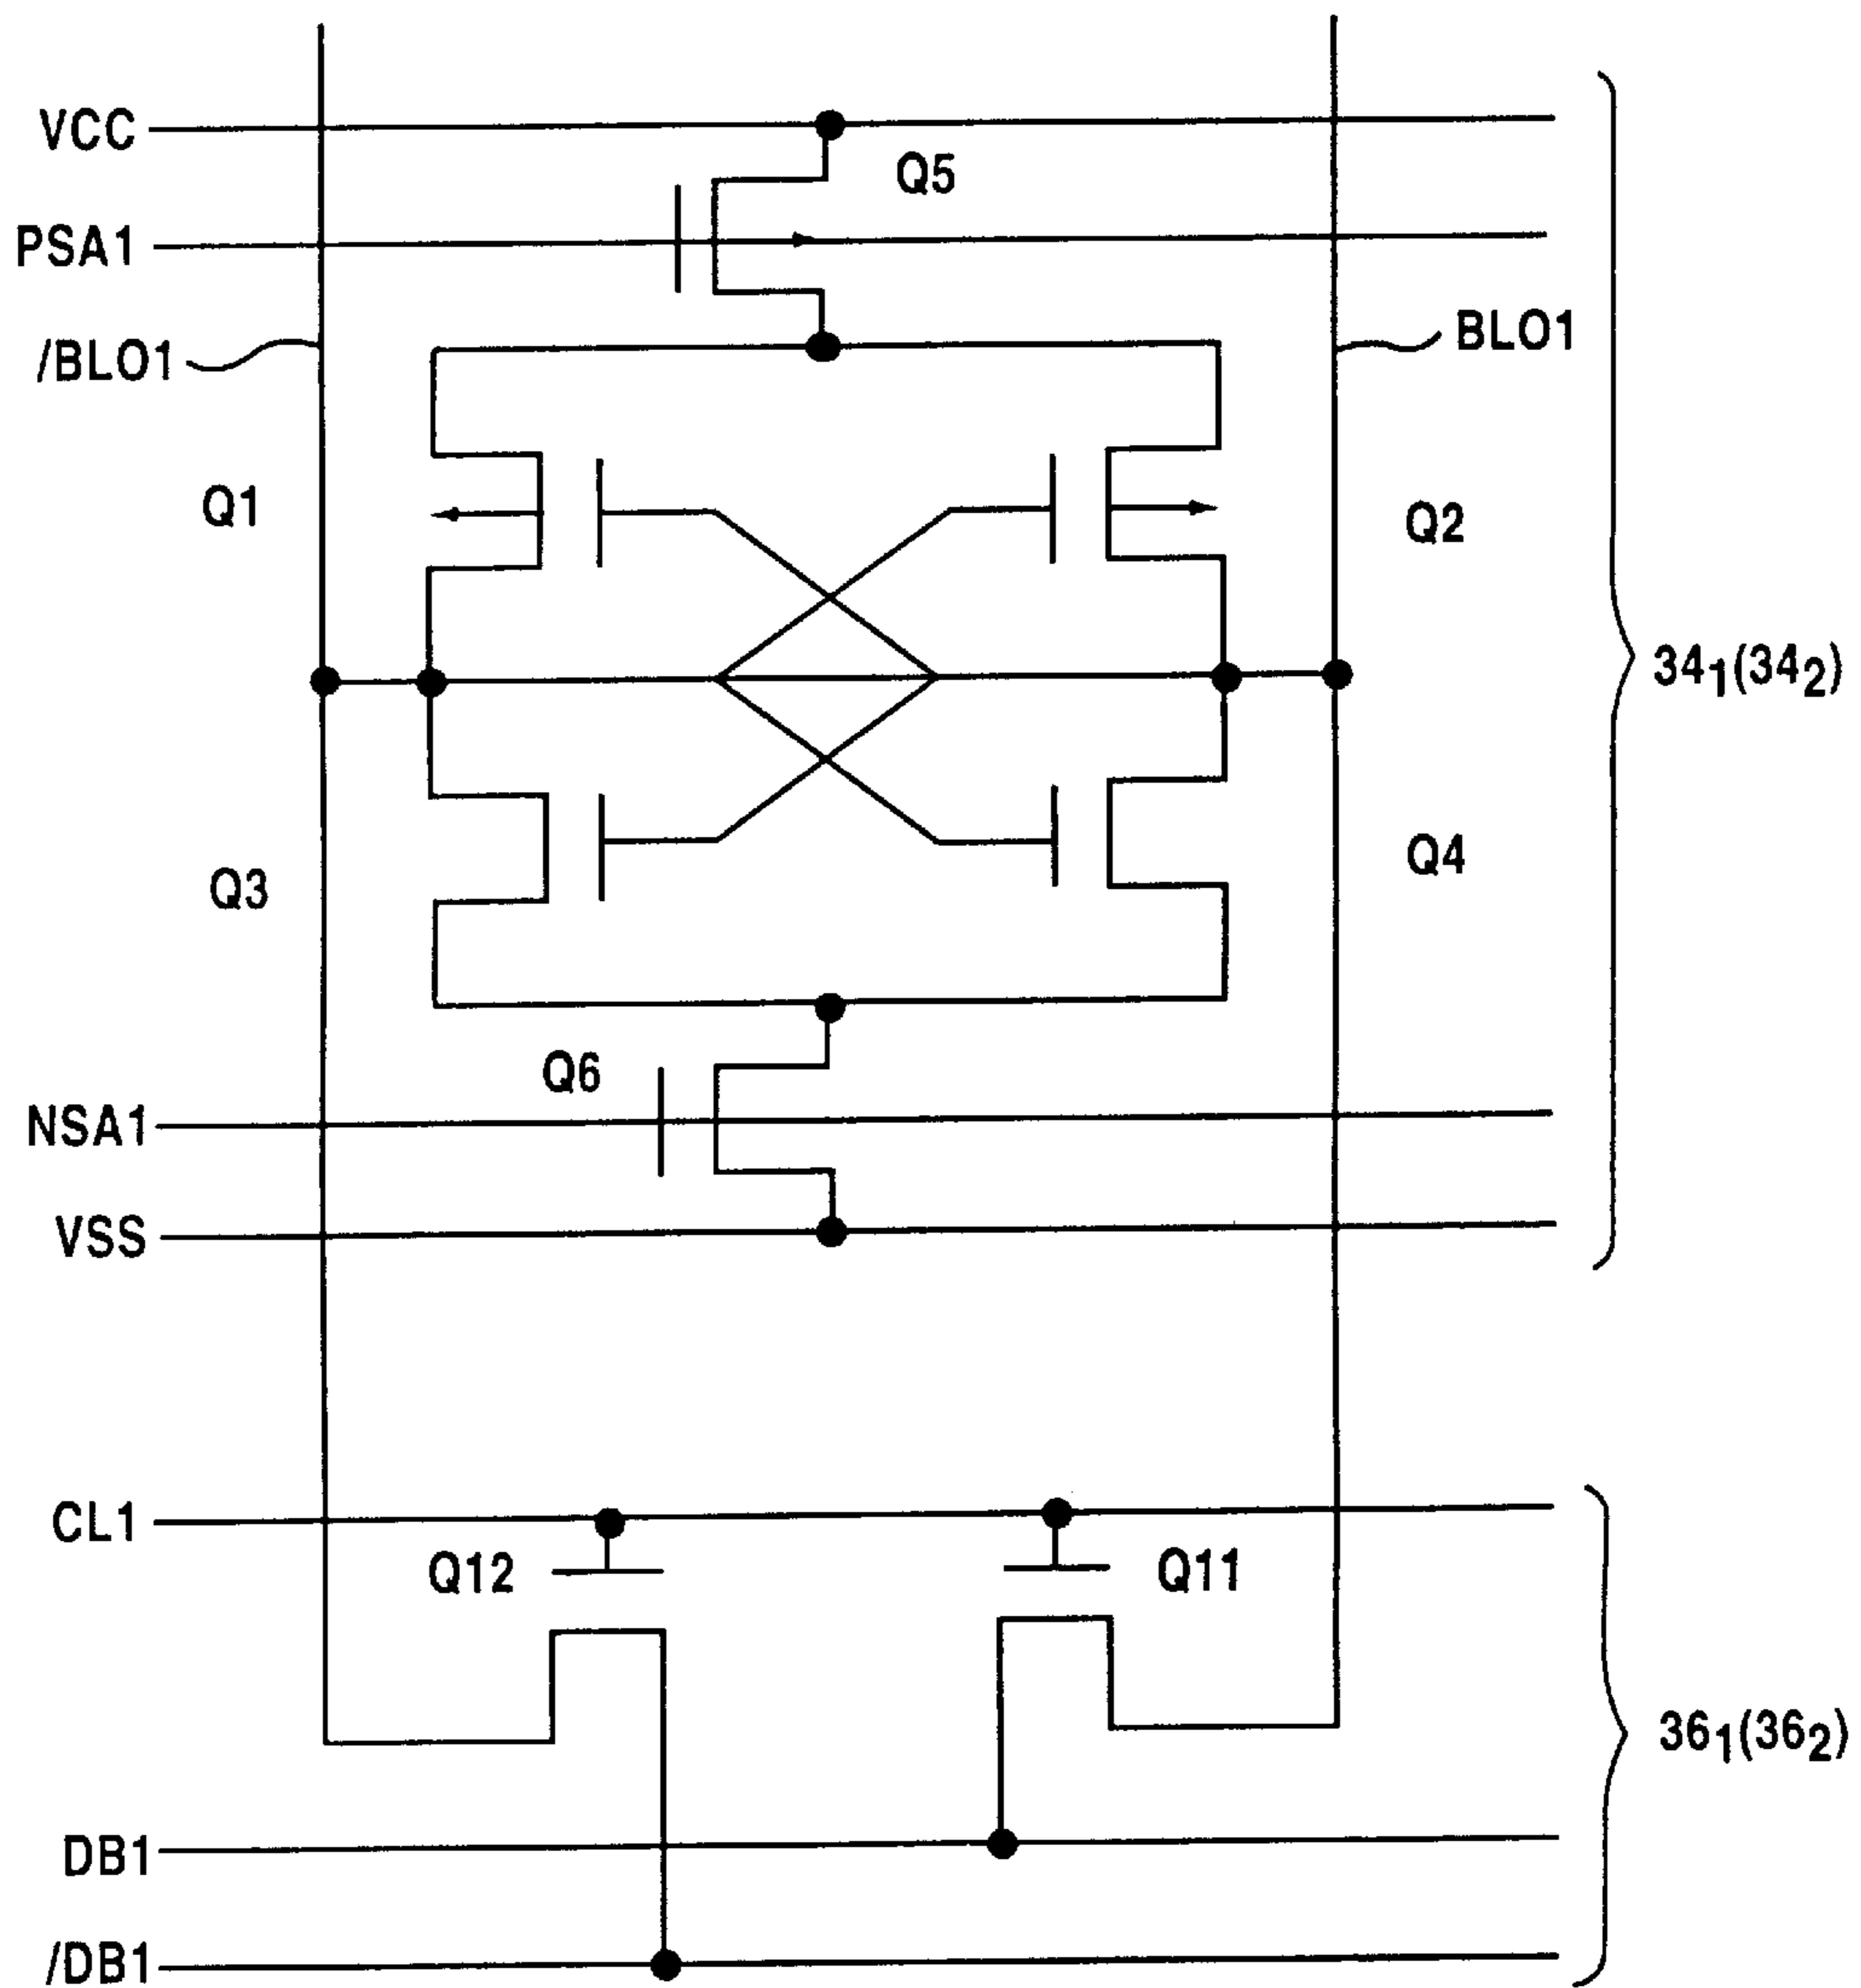 VCC
Q5
PSA1
/BLO1
BLO1
Q1
Q2
34₁(34₂)
Q3
Q4
Q6
NSA1
VSS
CL1
Q12
Q11
36₁(36₂)
DB1
/DB1